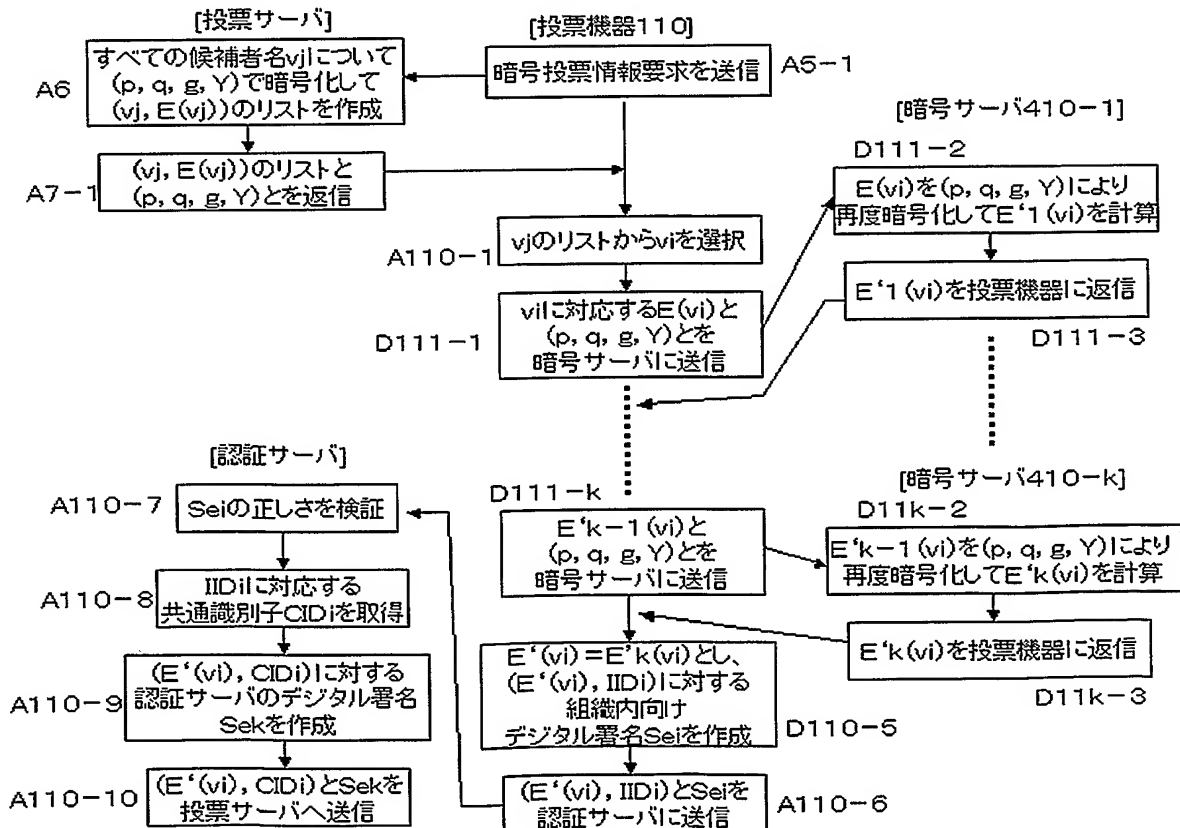 [投票サーバ]
すべての候補者名vjについて
(p, q, g, Y)で暗号化して
(vj, E(vj))のリストを作成
A6
[投票機器110]
暗号投票情報要求を送信
A5-1
(vj, E(vj))のリストと
(p, q, g, Y)とを返信
A7-1
vjのリストからviを選択
A110-1
viに対応するE(vi)と
(p, q, g, Y)とを
暗号サーバに送信
D111-1
[暗号サーバ410-1]
D111-2
E(vi)を(p, q, g, Y)により
再度暗号化してE‘1(vi)を計算
E‘1(vi)を投票機器に返信
D111-3
[暗号サーバ410-k]
D11k-2
E‘k-1(vi)を(p, q, g, Y)により
再度暗号化してE‘k(vi)を計算
E‘k(vi)を投票機器に返信
D11k-3
D111-k
E‘k-1(vi)と
(p, q, g, Y)とを
暗号サーバに送信
E‘(vi)=E’k(vi)とし、
(E‘(vi), IIDi)に対する
組織内向け
デジタル署名Seiを作成
D110-5
(E‘(vi), IIDi)とSeiを
認証サーバに送信
A110-6
[認証サーバ]
A110-7
Seiの正しさを検証
A110-8
IIDiに対応する
共通識別子CIDiを取得
A110-9
(E‘(vi), CIDi)に対する
認証サーバのデジタル署名
Sekを作成
A110-10
(E‘(vi), CIDi)とSekを
投票サーバへ送信